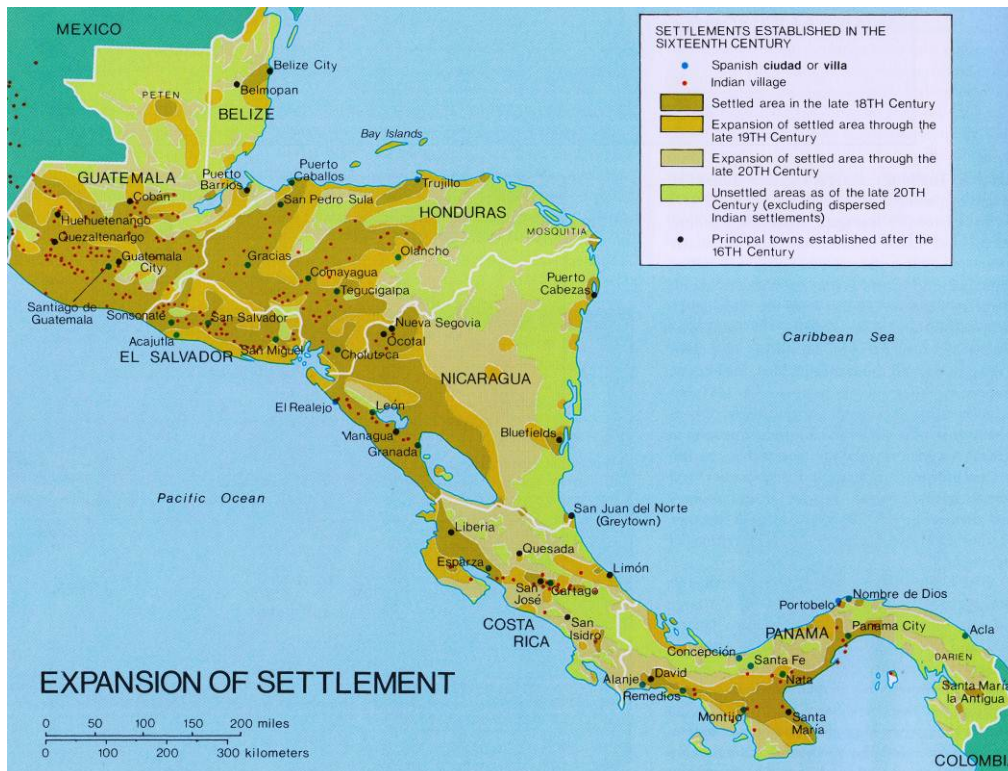 MEXICO
Belize City
Belmopan
PETEN
BELIZE
Bay Islands
GUATEMALA
Puerto
Barrios
Puerto
Caballos
Trujillo
Cobán
San Pedro Sula
HONDURAS
Huehuetenango
MOSQUITIA
Quezaltenango
Guatemala
City
Gracias
Olancho
Comayagua
Puerto
Cabezas
Tegucigalpa
Santiago de
Guatemala
Sonsonaté
San Salvador
Nueva Segovia
Acajutla
Ocotal
San Miguel
Choluteca
EL SALVADOR
NICARAGUA
El Realejo
León
Managua
Bluefields
Granada
Pacific Ocean
Caribbean Sea
San Juan del Norte
(Greytown)
Liberia
Quesada
Esparza
Limón
San
José
Cartago
COSTA
RICA
San
Isidro
Portobelo
Nombre de Dios
PANAMA
Panama City
Acla
Concepción
Santa Fe
DARIEN
Alanje
David
Nata
Remedios
Santa María
la Antigua
Montijo
Santa
María
COLOMBI
SETTLEMENTS ESTABLISHED IN THE
SIXTEENTH CENTURY
Spanish ciudad or villa
Indian village
Settled area in the late 18TH Century
Expansion of settled area through the
late 19TH Century
Expansion of settled area through the
late 20TH Century
Unsettled areas as of the late 20TH
Century (excluding dispersed
Indian settlements)
Principal towns established after the
16TH Century
EXPANSION OF SETTLEMENT
0 50 100 150 200 miles
0 100 200 300 kilometers